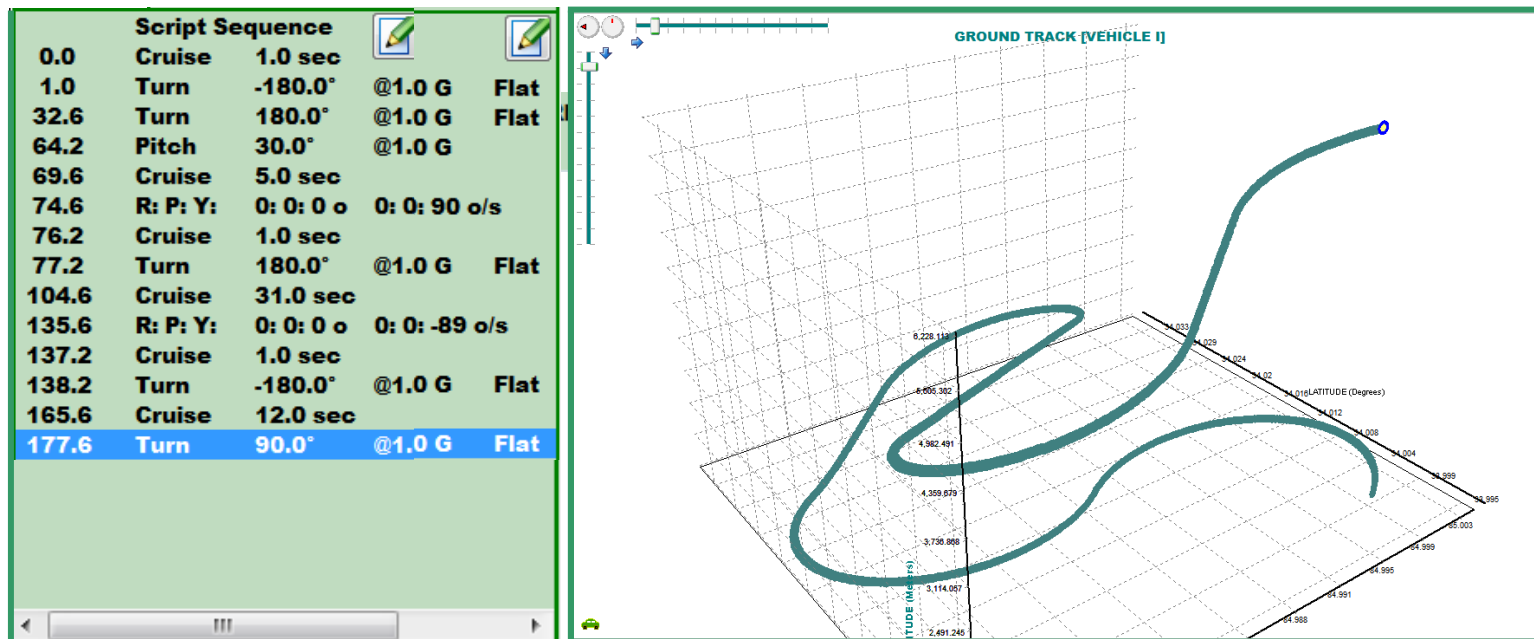 Script Sequence
0.0 Cruise 1.0 sec
1.0 Turn -180.0° @1.0 G Flat
32.6 Turn 180.0° @1.0 G Flat
64.2 Pitch 30.0° @1.0 G
69.6 Cruise 5.0 sec
74.6 R: P: Y: 0: 0: 0 o 0: 0: 90 o/s
76.2 Cruise 1.0 sec
77.2 Turn 180.0° @1.0 G Flat
104.6 Cruise 31.0 sec
135.6 R: P: Y: 0: 0: 0 o 0: 0: -89 o/s
137.2 Cruise 1.0 sec
138.2 Turn -180.0° @1.0 G Flat
165.6 Cruise 12.0 sec
177.6 Turn 90.0° @1.0 G Flat
GROUND TRACK [VEHICLE I]
6,228.113
5,605.302
4,982.491
4,359.679
3,736.868
3,114.057
2,491.245
34.033
34.029
34.024
34.02
34.016
LATITUDE (Degrees)
34.012
34.008
34.004
33.999
33.995
85.003
84.999
84.995
84.991
84.988